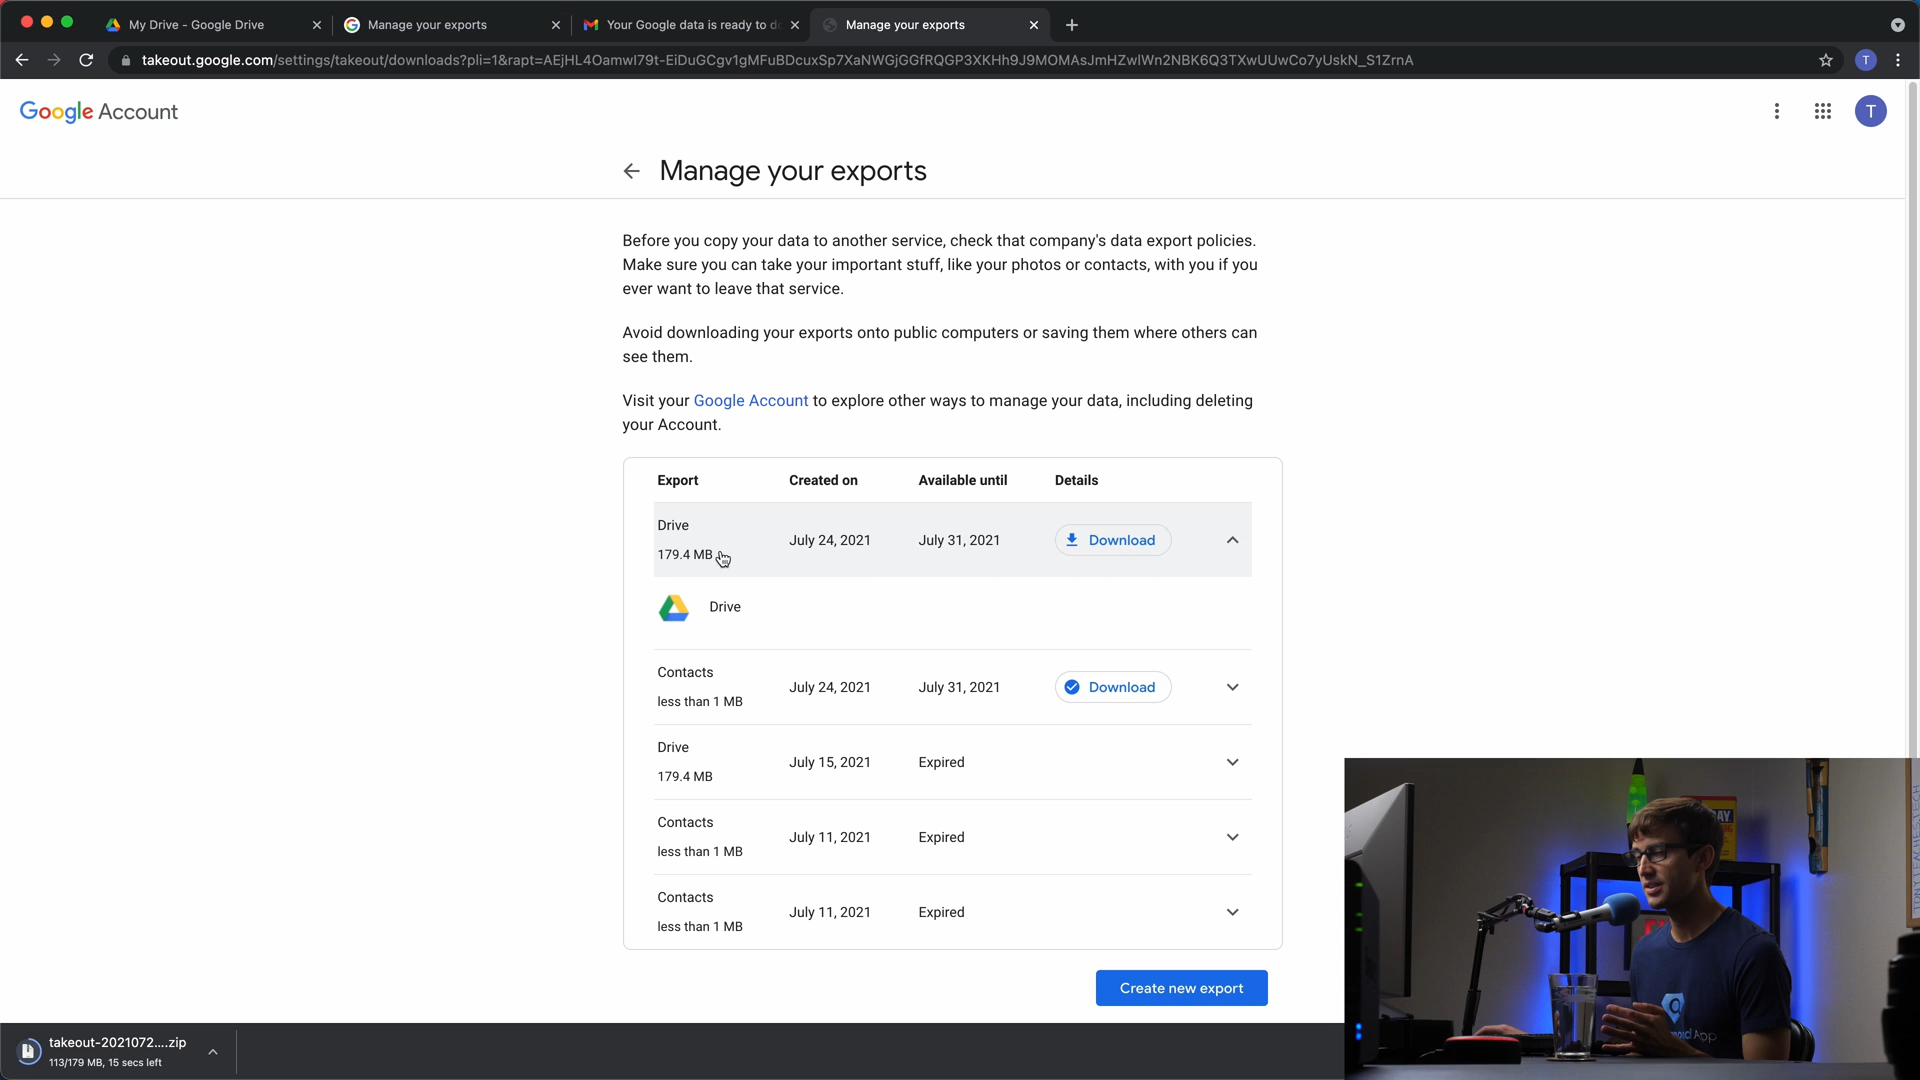 My Drive - Google Drive
Manage your exports
Your Google data is ready to d
Manage your exports
takeout.google.com/settings/takeout/downloads?pli=1&rapt=AEjHL4Oamwl79t-EiDuGCgv1gMFuBDcuxSp7XaNWGjGGfRQGP3XKHh9J9MOMAsJmHZwlWn2NBK6Q3TXwUUwCo7yUskN_S1ZrnA
T
Google Account
T
Manage your exports
Before you copy your data to another service, check that company's data export policies.
Make sure you can take your important stuff, like your photos or contacts, with you if you
ever want to leave that service.
Avoid downloading your exports onto public computers or saving them where others can
see them.
Visit your Google Account to explore other ways to manage your data, including deleting
your Account.
Export Created on Available until Details
Drive
179.4 MB
July 24, 2021 July 31, 2021 Download
Drive
Contacts
less than 1 MB
July 24, 2021 July 31, 2021 Download
Drive
179.4 MB
July 15, 2021 Expired
Contacts
less than 1 MB
July 11, 2021 Expired
Contacts
less than 1 MB
July 11, 2021 Expired
Create new export
takeout-2021072....zip
113/179 MB, 15 secs left